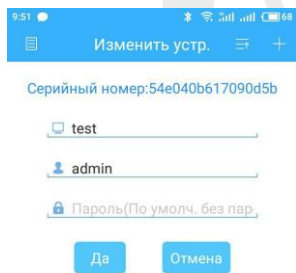 9:51 68
Изменить устр.
Серийный номер:54e040b617090d5b
test
admin
Пароль(По умолч. без пар.
Да Отмена